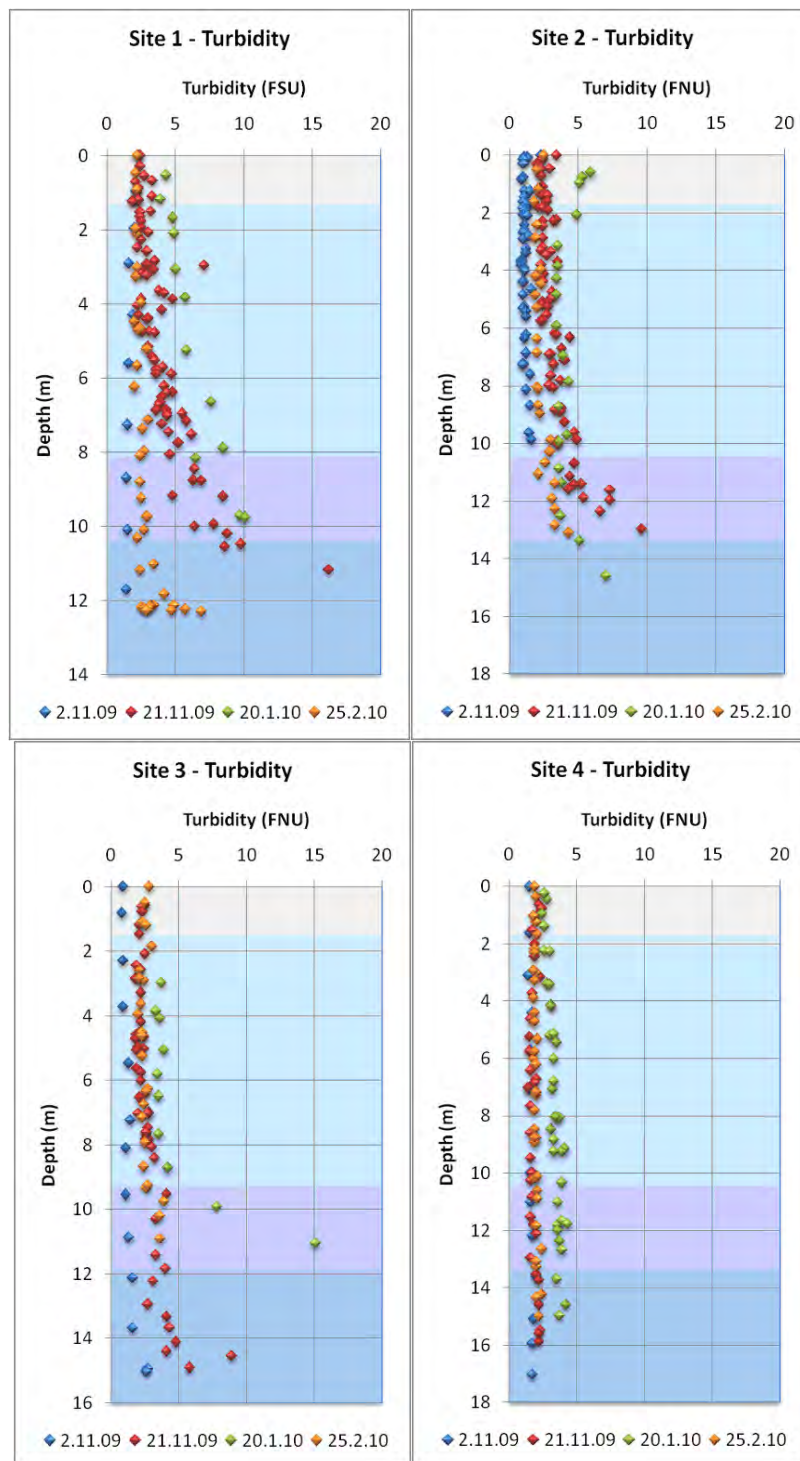 Site 1 - Turbidity
Turbidity (FSU)
0 5 10 15 20
Depth (m)
0
2
4
6
8
10
12
14
2.11.09 21.11.09 20.1.10 25.2.10
Site 2 - Turbidity
Turbidity (FNU)
0 5 10 15 20
Depth (m)
0
2
4
6
8
10
12
14
16
18
2.11.09 21.11.09 20.1.10 25.2.10
Site 3 - Turbidity
Turbidity (FNU)
0 5 10 15 20
Depth (m)
0
2
4
6
8
10
12
14
16
2.11.09 21.11.09 20.1.10 25.2.10
Site 4 - Turbidity
Turbidity (FNU)
0 5 10 15 20
Depth (m)
0
2
4
6
8
10
12
14
16
18
2.11.09 21.11.09 20.1.10 25.2.10